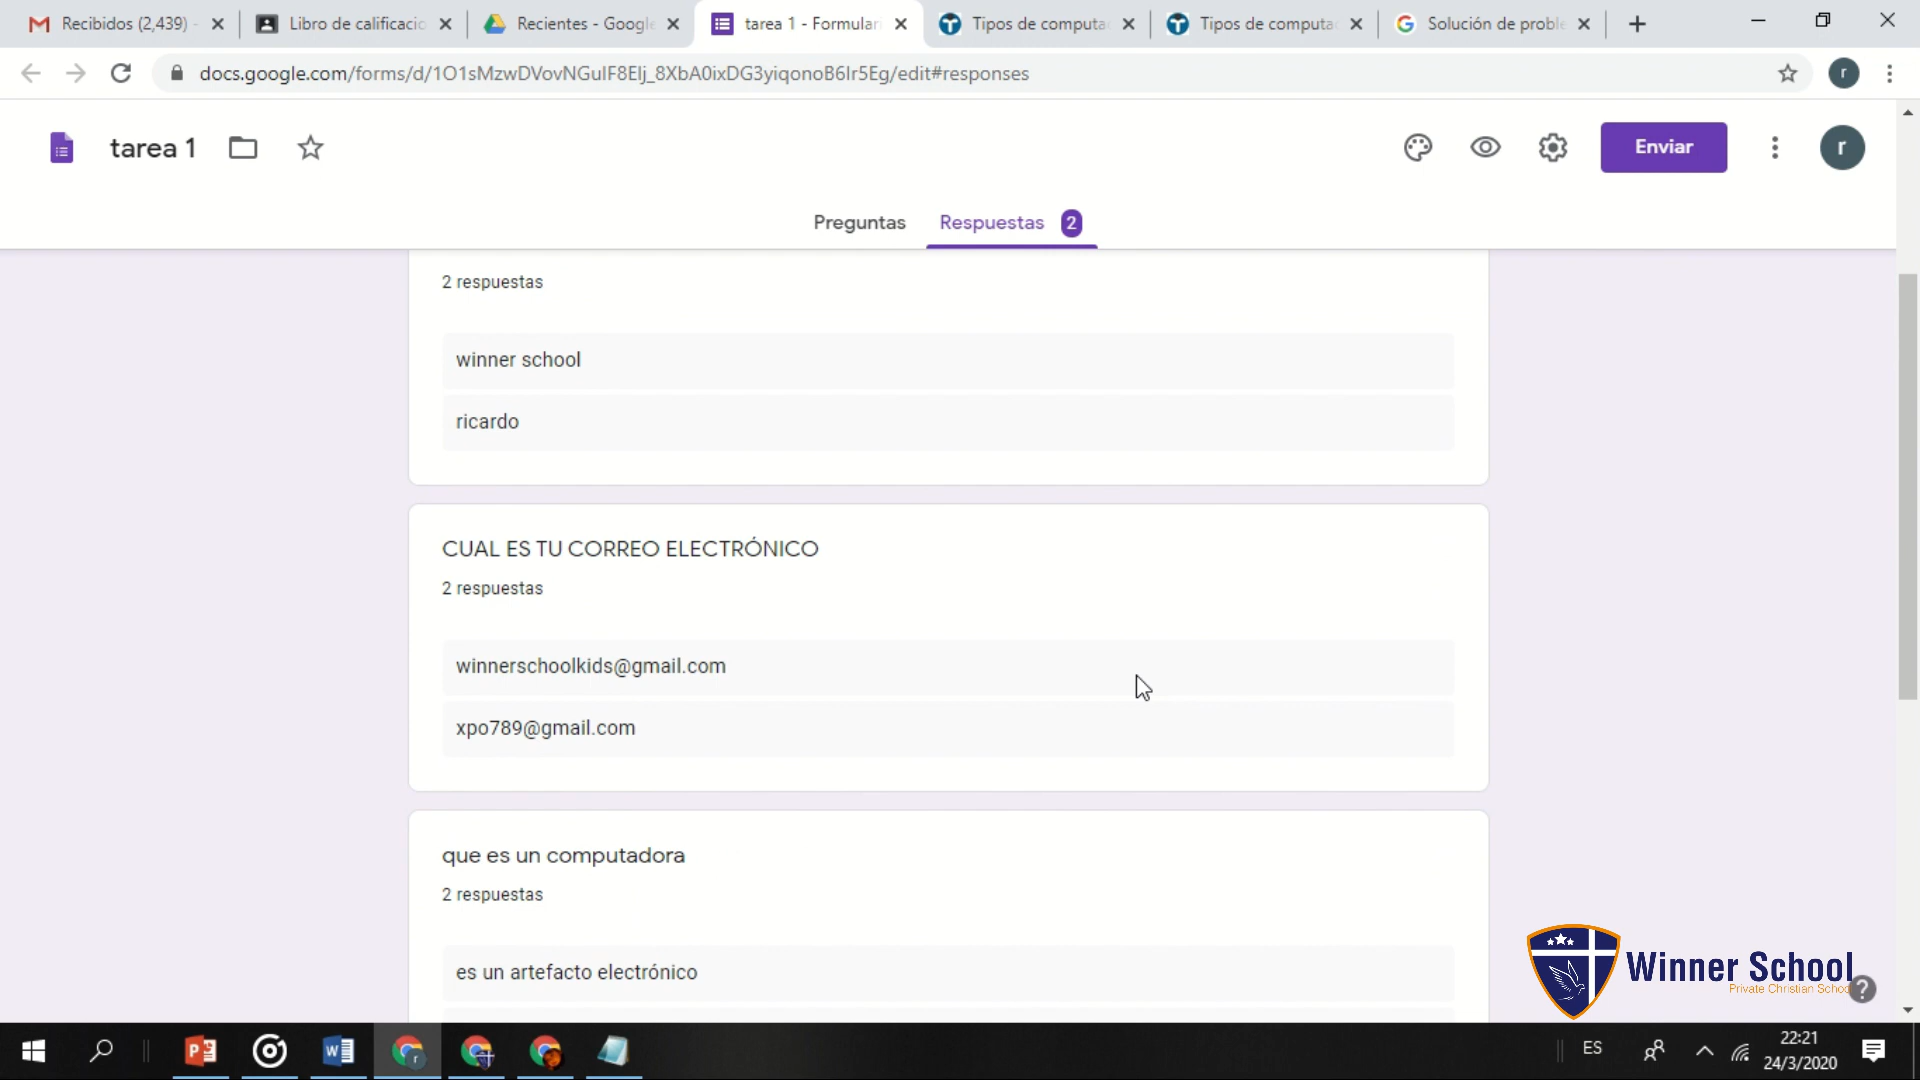 Recibidos (2,439) -
Libro de calificacio
Recientes - Google
tarea 1 - Formular
Tipos de computa
Tipos de computa
Solución de proble
docs.google.com/forms/d/1O1sMzwDVovNGuIF8EIj_8XbA0ixDG3yiqonoB6Ir5Eg/edit#responses
r
tarea 1
Enviar
r
Preguntas
Respuestas
2
2 respuestas
winner school
ricardo
CUAL ES TU CORREO ELECTRÓNICO
2 respuestas
winnerschoolkids@gmail.com
xpo789@gmail.com
que es un computadora
2 respuestas
es un artefacto electrónico
Winner School
Private Christian School
ES
22:21
24/3/2020